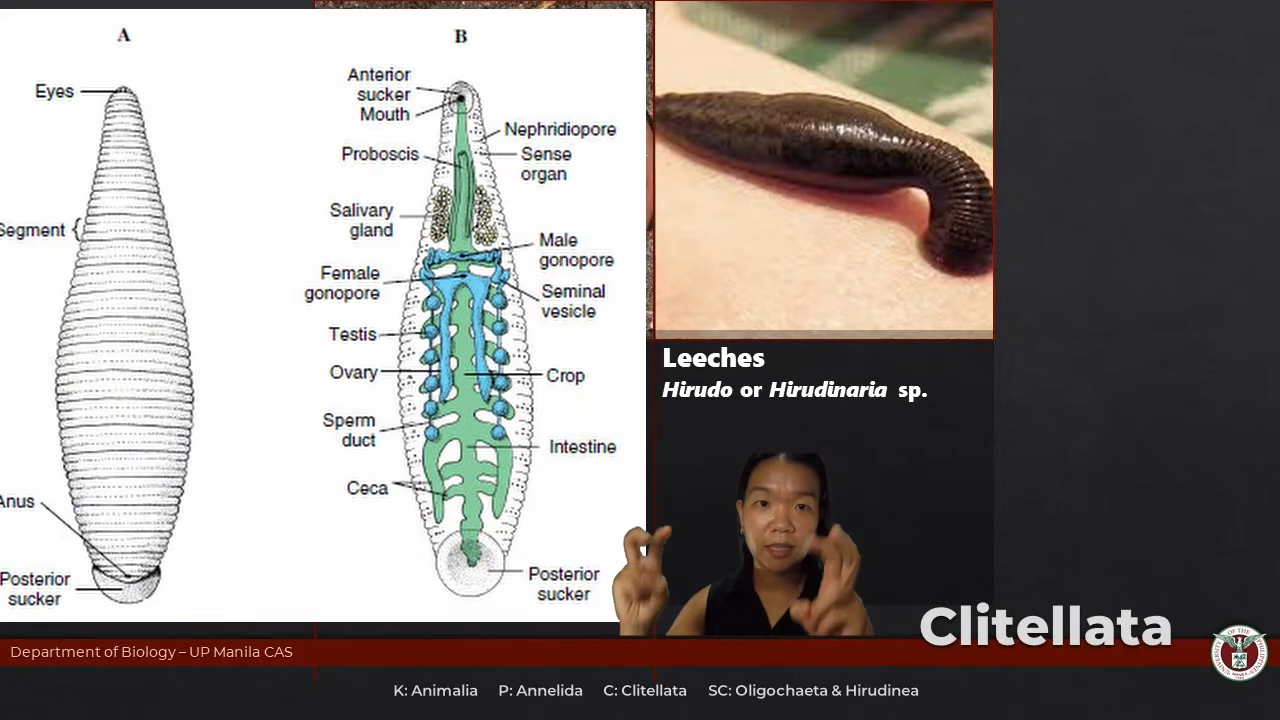 A
Eyes
Segment
Anus
Posterior
sucker
B
Anterior
sucker
Mouth
Proboscis
Salivary
gland
Female
gonopore
Testis
Ovary
Sperm
duct
Ceca
Nephridiopore
Sense
organ
Male
gonopore
Seminal
vesicle
Crop
Intestine
Posterior
sucker
Leeches
Hirudo or Hirudinaria sp.
Clitellata
Department of Biology – UP Manila CAS
K: Animalia P: Annelida C: Clitellata SC: Oligochaeta & Hirudinea